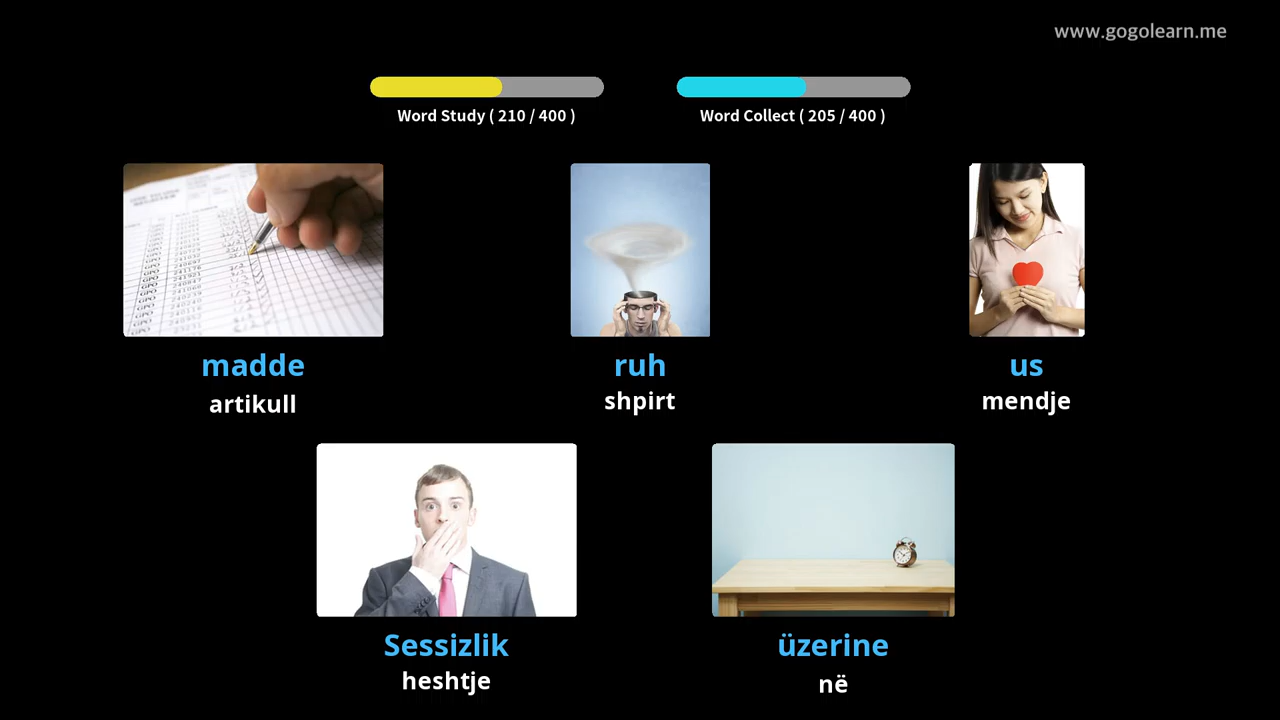 www.gogolearn.me
Word Study ( 210 / 400 )
Word Collect ( 205 / 400 )
madde
artikull
ruh
shpirt
us
mendje
Sessizlik
heshtje
üzerine
në